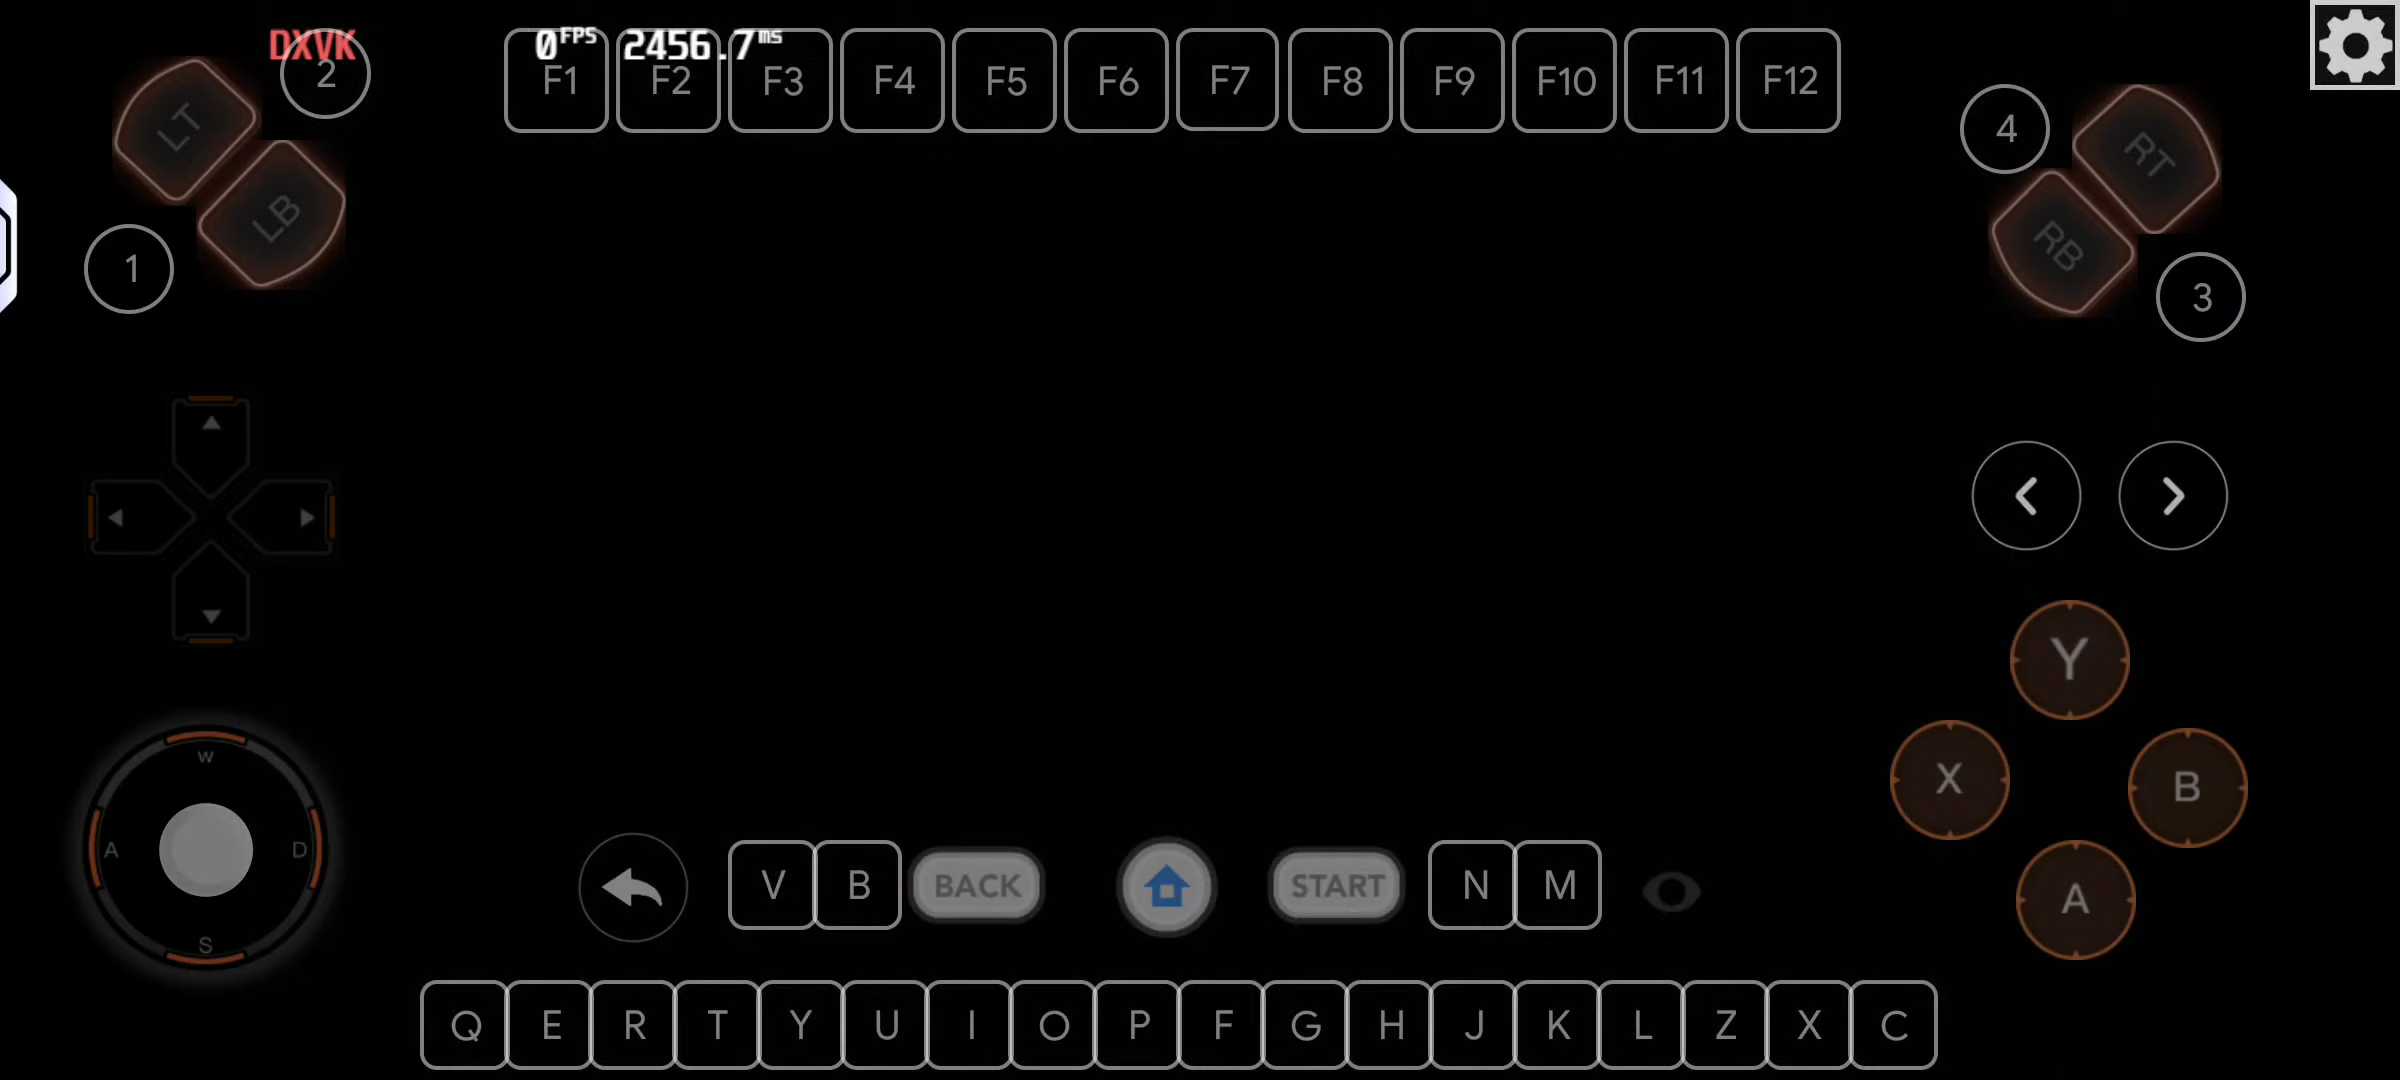 DXVK 0FPS 2456.7ms
2 F1 F2 F3 F4 F5 F6 F7 F8 F9 F10 F11 F12
LT 4 RT
LB RB
1 3
Y
W
X B
A D
V B BACK START N M A
S
Q E R T Y U I O P F G H J K L Z X C